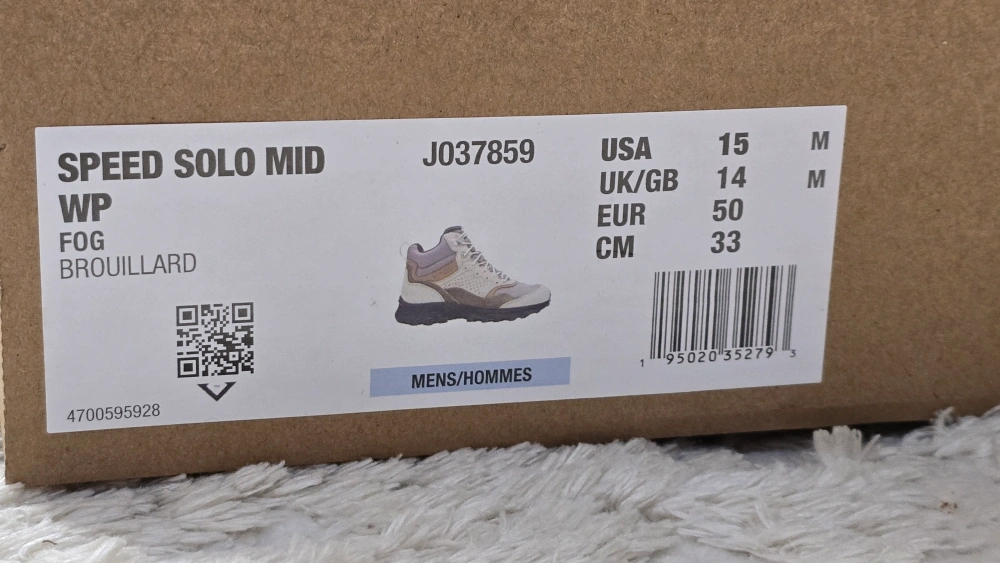 SPEED SOLO MID
WP
FOG
BROUILLARD
4700595928
J037859
MENS/HOMMES
USA 15 M
UK/GB 14 M
EUR 50
CM 33
1 95020 35279 3